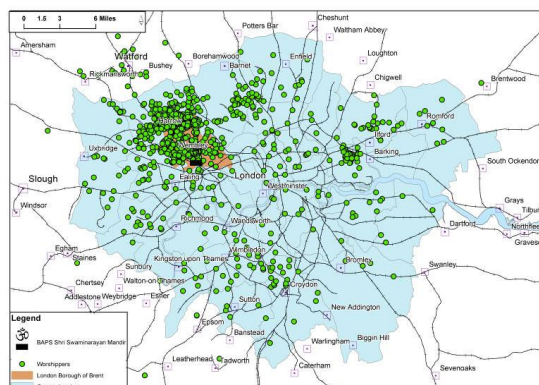 0 1.5 3 6 Miles
Cheshunt
Potters Bar
Waltham Abbey
Amersham
Watford
Borehamwood
Enfield
Loughton
Bushey
Barnet
Rickmansworth
Chigwell
Brentwood
Harrow
Romford
Ilford
Wembley
Uxbridge
Barking
South Ockendon
Slough
Ealing
London
Westminster
Windsor
Grays
Richmond
Wandsworth
Dartford
Egham
Wimbledon
Staines
Kingston upon Thames
Bromley
Swanley
Sunbury
Chertsey
Walton-on-Thames
Croydon
Addlestone
Weybridge
Esher
Sutton
New Addington
Legend
Epsom
Banstead
BAPS Shri Swaminarayan Mandir
Warlingham
Biggin Hill
Worshippers
Leatherhead
Tadworth
London Borough of Brent
Caterham
Sevenoaks